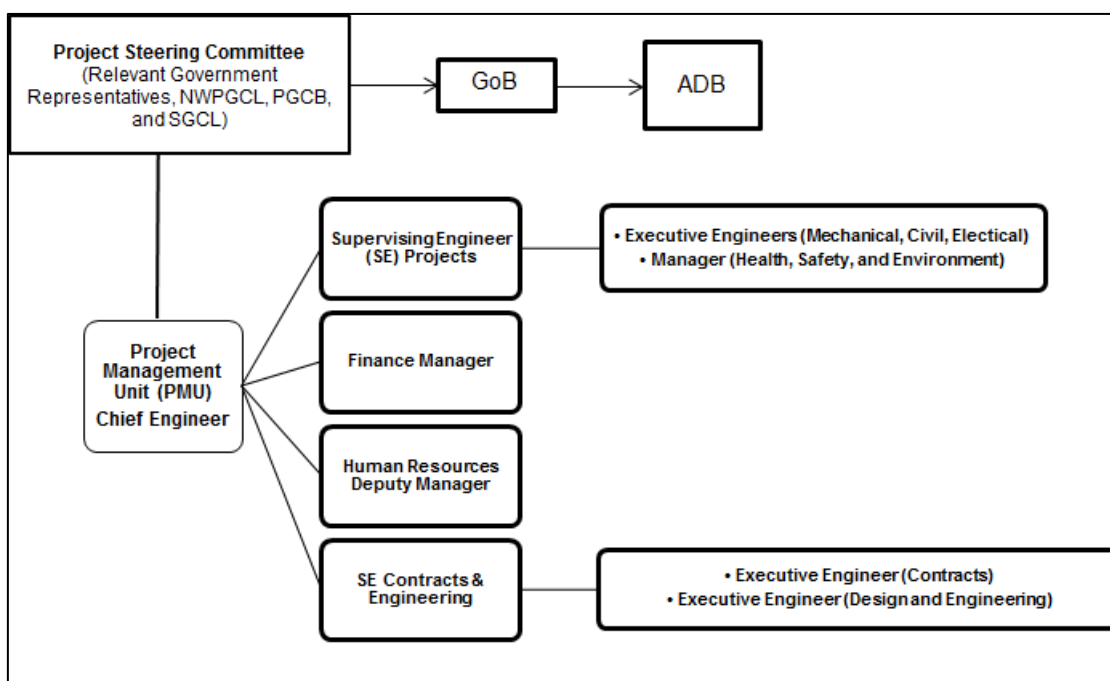 Project Steering Committee
(Relevant Government
Representatives, NWPGCL, PGCB,
and SGCL)
GoB
ADB
Supervising Engineer
(SE) Projects
• Executive Engineers (Mechanical, Civil, Electical)
• Manager (Health, Safety, and Environment)
Project
Management
Unit (PMU)
Chief Engineer
Finance Manager
Human Resources
Deputy Manager
SE Contracts &
Engineering
• Executive Engineer (Contracts)
• Executive Engineer (Design and Engineering)